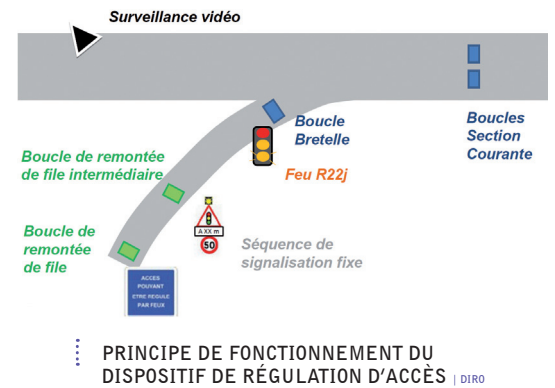 Surveillance vidéo
Boucle
Bretelle
Boucles
Section
Courante
Feu R22j
Boucle de remontée
de file intermédiaire
A XX m
50
Boucle de
remontée
de file
Séquence de
signalisation fixe
ACCES
POUVANT
ETRE REGULE
PAR FEUX
PRINCIPE DE FONCTIONNEMENT DU
DISPOSITIF DE RÉGULATION D'ACCÈS | DIRO